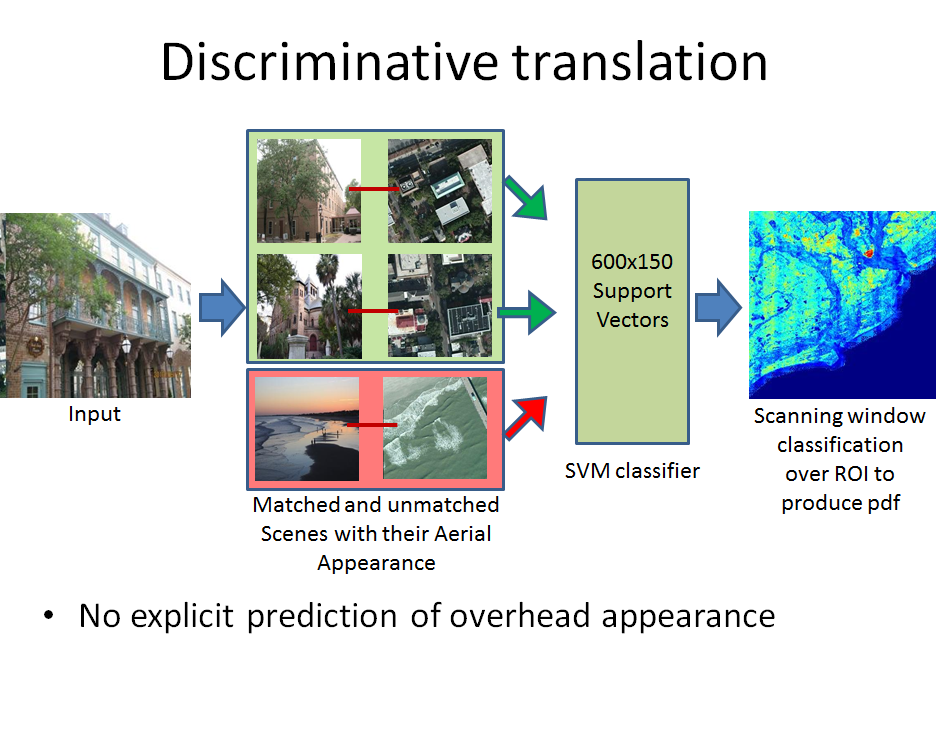 Discriminative translation
Input
600x150
Support
Vectors
SVM classifier
Matched and unmatched
Scenes with their Aerial
Appearance
Scanning window
classification
over ROI to
produce pdf
• No explicit prediction of overhead appearance